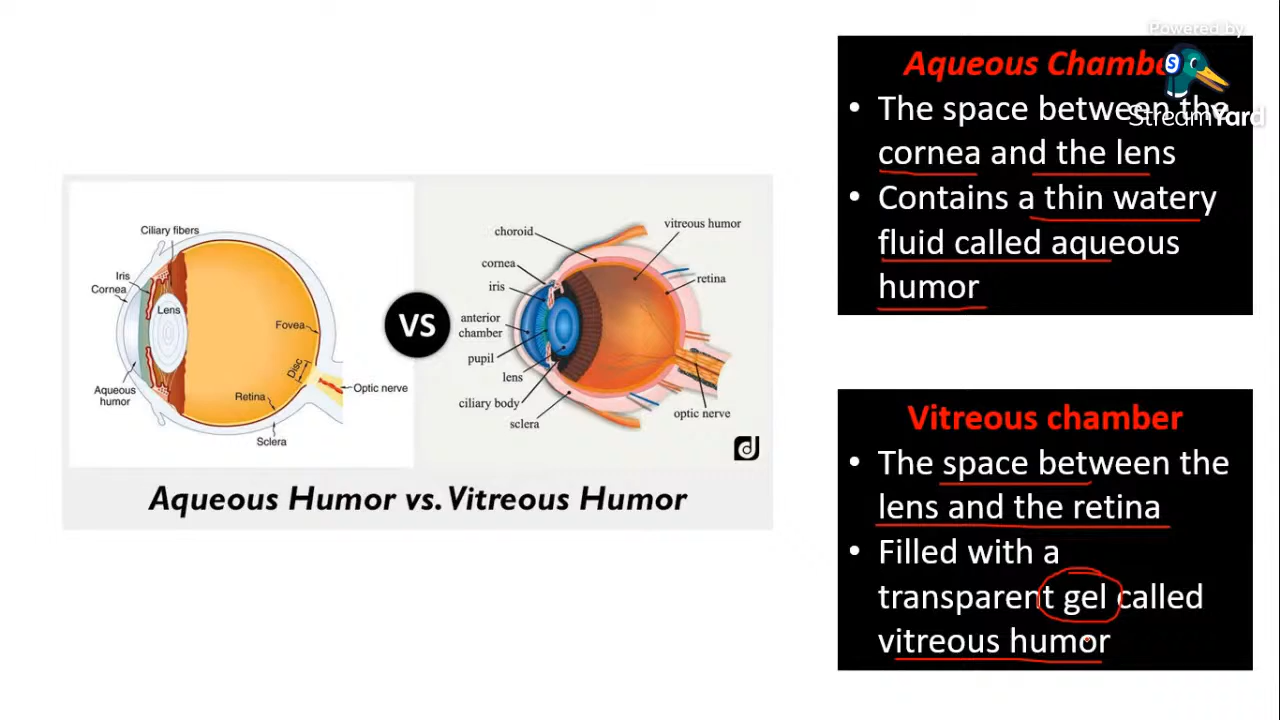 Powered by
StreamYard
Aqueous Chamber
• The space between the
cornea and the lens
• Contains a thin watery
fluid called aqueous
humor
Ciliary fibers
Iris
Cornea
Lens
Fovea
Disc
Aqueous
humor
Retina
Optic nerve
Sclera
VS
choroid
vitreous humor
cornea
retina
iris
anterior
chamber
pupil
lens
ciliary body
sclera
optic nerve
Aqueous Humor vs. Vitreous Humor
Vitreous chamber
• The space between the
lens and the retina
• Filled with a
transparent gel called
vitreous humor